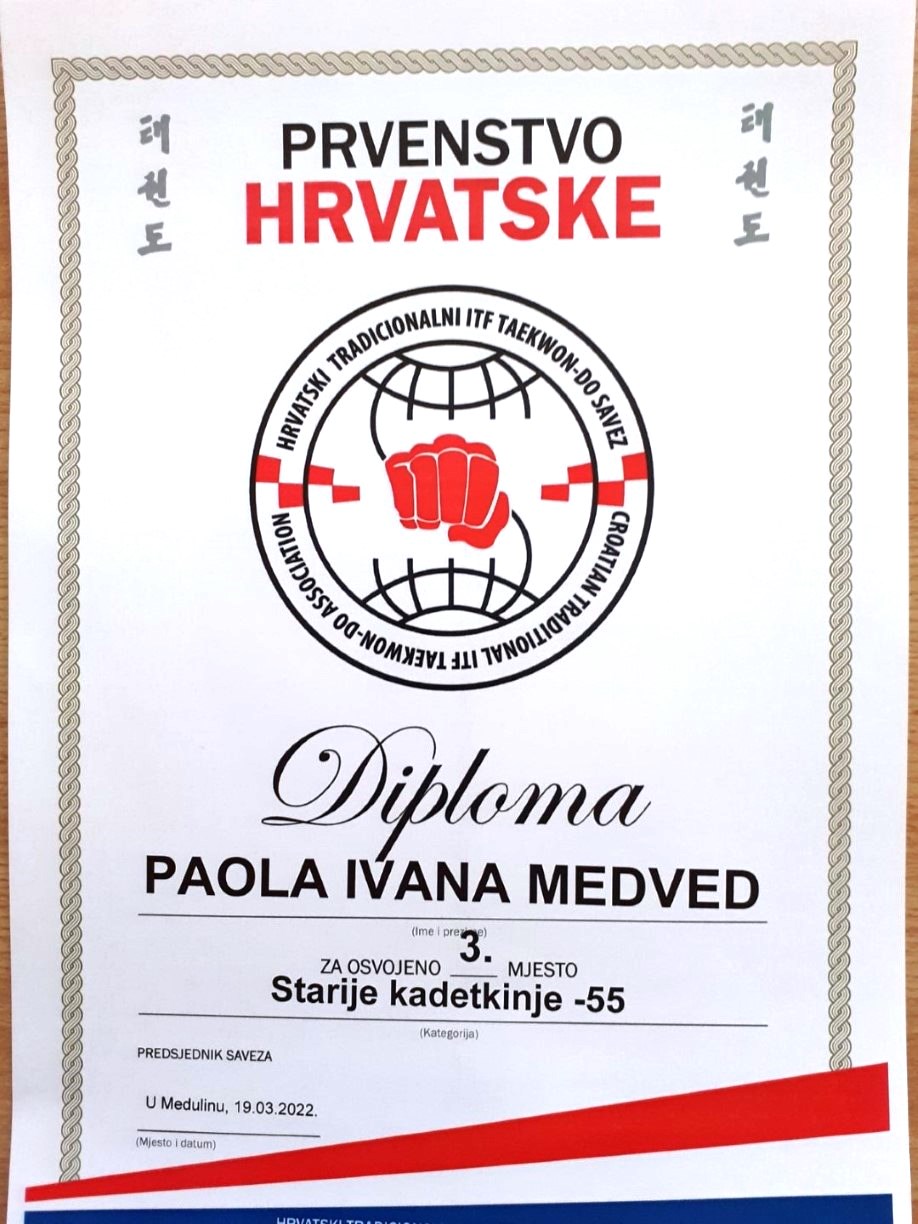 태권도
PRVENSTVO
HRVATSKE
태권도
HRVATSKI TRADICIONALNI ITF TAEKWON-DO SAVEZ
CROATIAN TRADITIONAL ITF TAEKWON-DO ASSOCIATION
Diploma
PAOLA IVANA MEDVED
(Ime i prezime)
ZA OSVOJENO 3. MJESTO
Starije kadetkinje -55
(Kategorija)
PREDSJEDNIK SAVEZA
U Medulinu, 19.03.2022.
(Mjesto i datum)